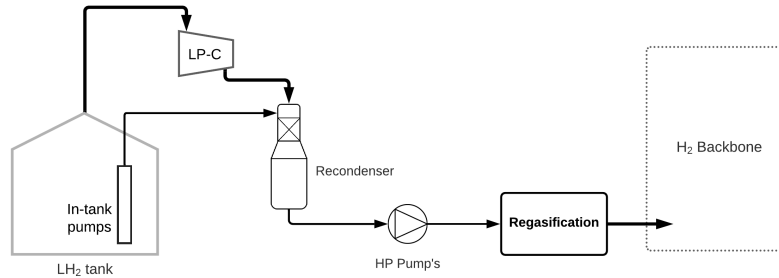 LP-C
Recondenser
H₂ Backbone
In-tank
pumps
Regasification
HP Pump's
LH₂ tank